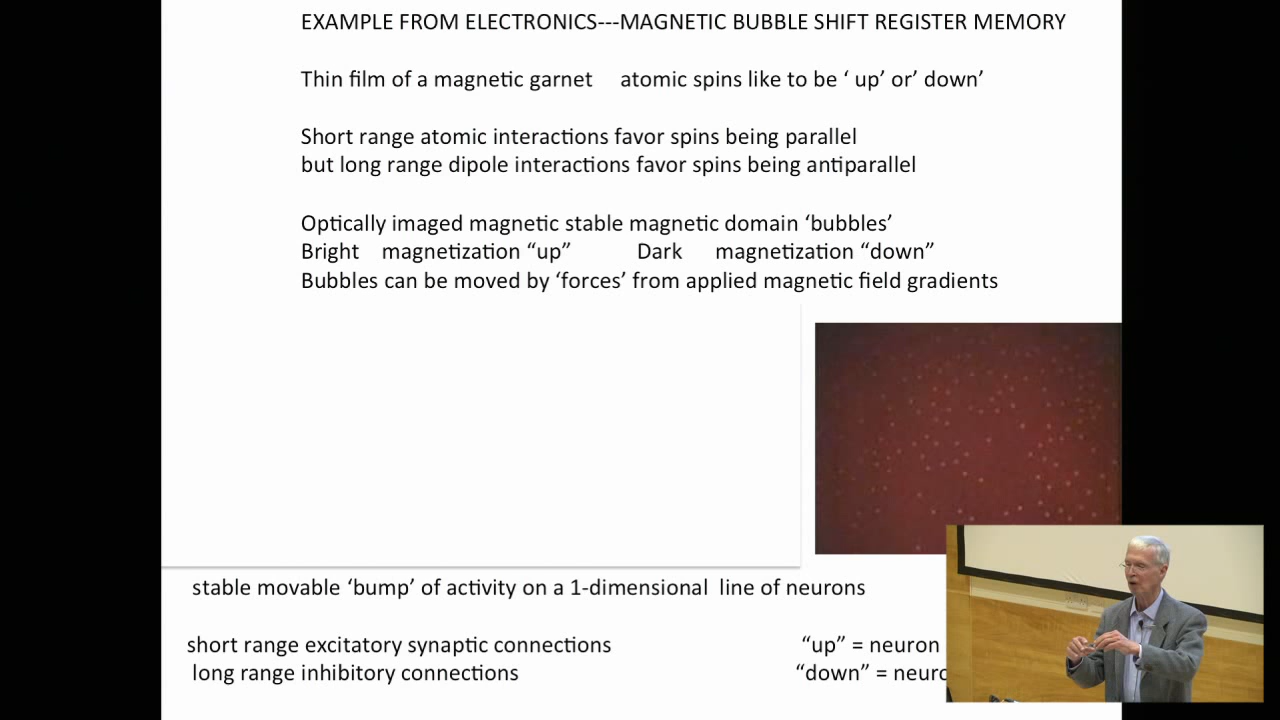 EXAMPLE FROM ELECTRONICS---MAGNETIC BUBBLE SHIFT REGISTER MEMORY
Thin film of a magnetic garnet atomic spins like to be ‘ up’ or’ down’
Short range atomic interactions favor spins being parallel
but long range dipole interactions favor spins being antiparallel
Optically imaged magnetic stable magnetic domain ‘bubbles’
Bright magnetization “up” Dark magnetization “down”
Bubbles can be moved by ‘forces’ from applied magnetic field gradients
stable movable ‘bump’ of activity on a 1-dimensional line of neurons
short range excitatory synaptic connections “up” = neuron
long range inhibitory connections “down” =